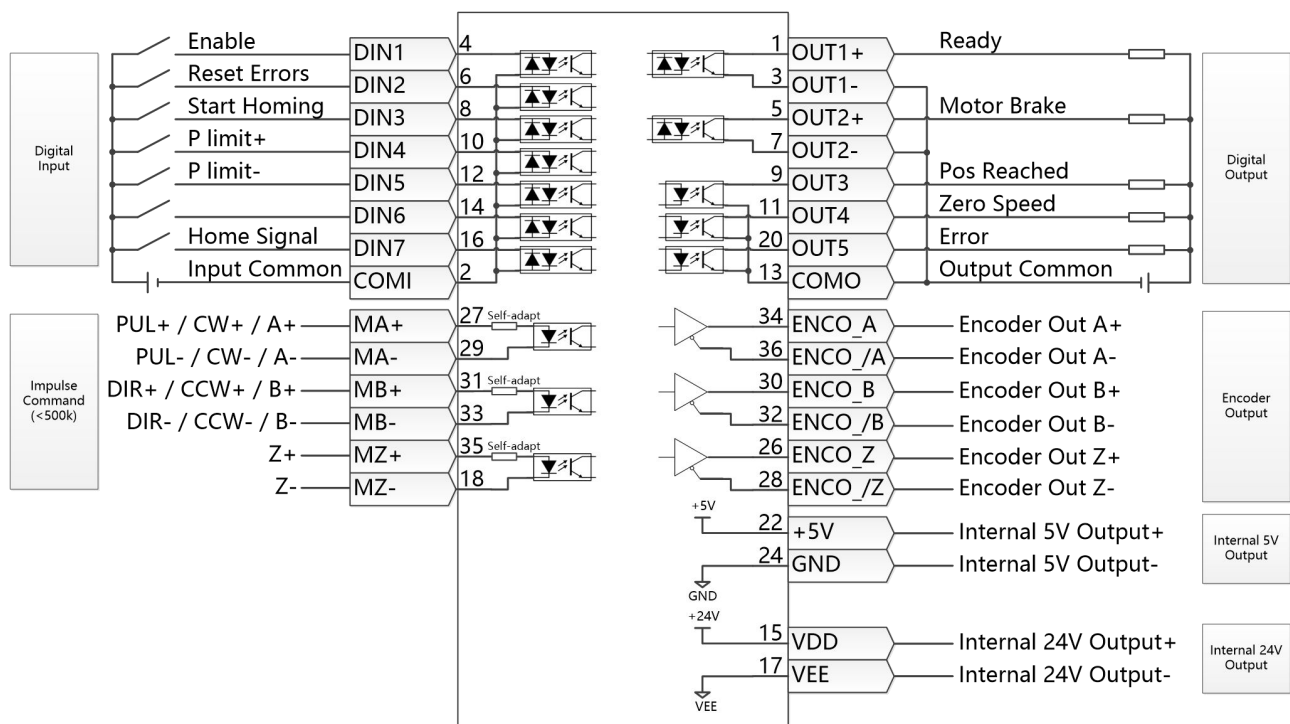 Digital
Input
Enable DIN1 4
Reset Errors DIN2 6
Start Homing DIN3 8
P limit+ DIN4 10
P limit- DIN5 12
DIN6 14
Home Signal DIN7 16
Input Common COMI 2
1 OUT1+ Ready
3 OUT1-
5 OUT2+ Motor Brake
7 OUT2-
9 OUT3 Pos Reached
11 OUT4 Zero Speed
20 OUT5 Error
13 COMO Output Common
Digital
Output
Impulse
Command
(<500k)
PUL+ / CW+ / A+ MA+ 27 Self-adapt
PUL- / CW- / A- MA- 29
DIR+ / CCW+ / B+ MB+ 31 Self-adapt
DIR- / CCW- / B- MB- 33
Z+ MZ+ 35 Self-adapt
Z- MZ- 18
34 ENCO_A Encoder Out A+
36 ENCO_/A Encoder Out A-
30 ENCO_B Encoder Out B+
32 ENCO_/B Encoder Out B-
26 ENCO_Z Encoder Out Z+
28 ENCO_/Z Encoder Out Z-
Encoder
Output
+5V
22 +5V Internal 5V Output+
24 GND Internal 5V Output-
GND
Internal 5V
Output
+24V
15 VDD Internal 24V Output+
17 VEE Internal 24V Output-
VEE
Internal 24V
Output